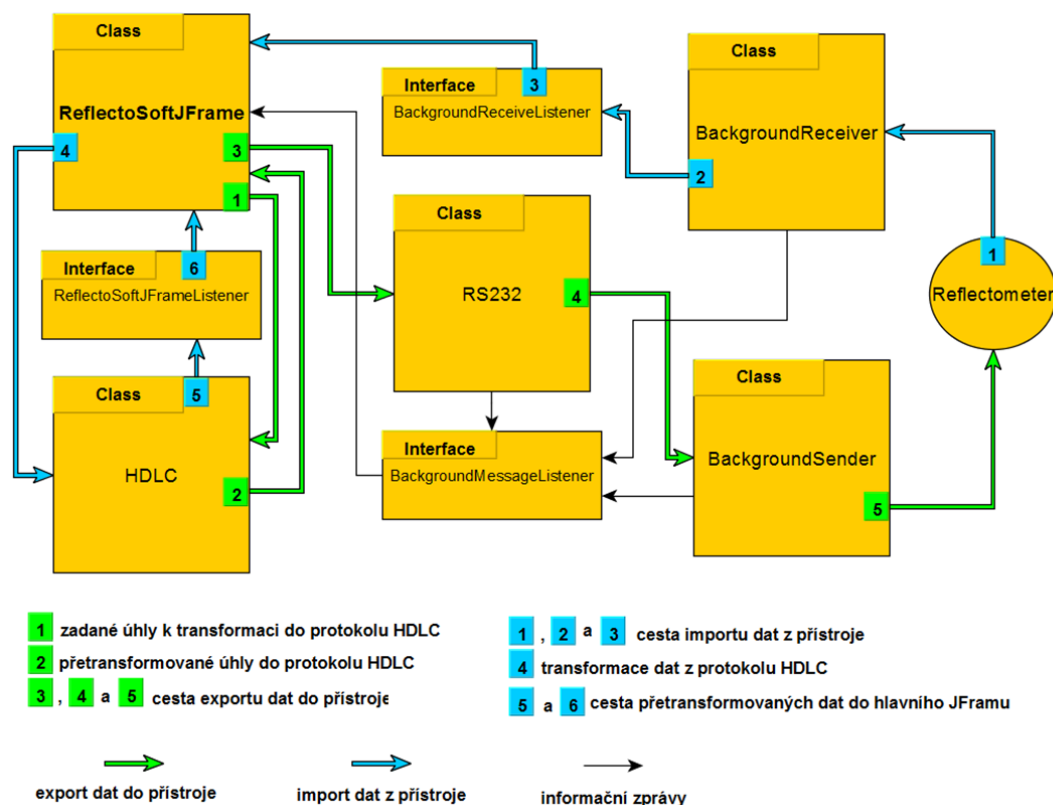 Class
ReflectoSoftJFrame
4
3
1
Interface
3
BackgroundReceiveListener
Class
BackgroundReceiver
2
1
Reflectometer
Interface
6
ReflectoSoftJFrameListener
Class
RS232
4
Class
5
HDLC
2
Interface
BackgroundMessageListener
Class
BackgroundSender
5
1 zadané úhly k transformaci do protokolu HDLC
2 přetransformované úhly do protokolu HDLC
3 , 4 a 5 cesta exportu dat do přístroje
1 , 2 a 3 cesta importu dat z přístroje
4 transformace dat z protokolu HDLC
5 a 6 cesta přetransformovaných dat do hlavního JFramu
export dat do přístroje
import dat z přístroje
informační zprávy